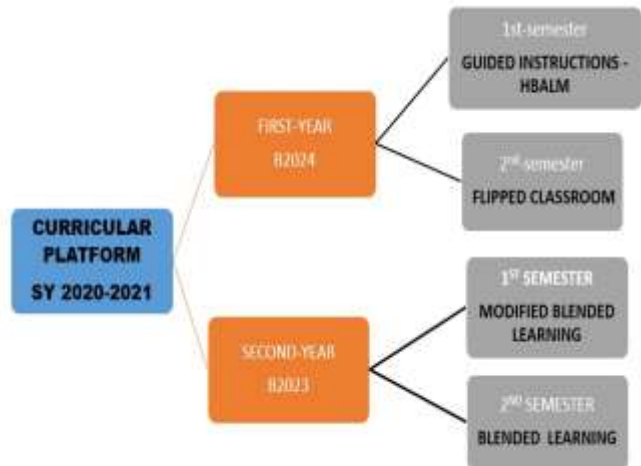 CURRICULAR
PLATFORM
SY 2020-2021
FIRST-YEAR
B2024
1st-semester
GUIDED INSTRUCTIONS -
HBALM
2nd-semester
FLIPPED CLASSROOM
SECOND-YEAR
B2023
1ST SEMESTER
MODIFIED BLENDED
LEARNING
2ND SEMESTER
BLENDED LEARNING